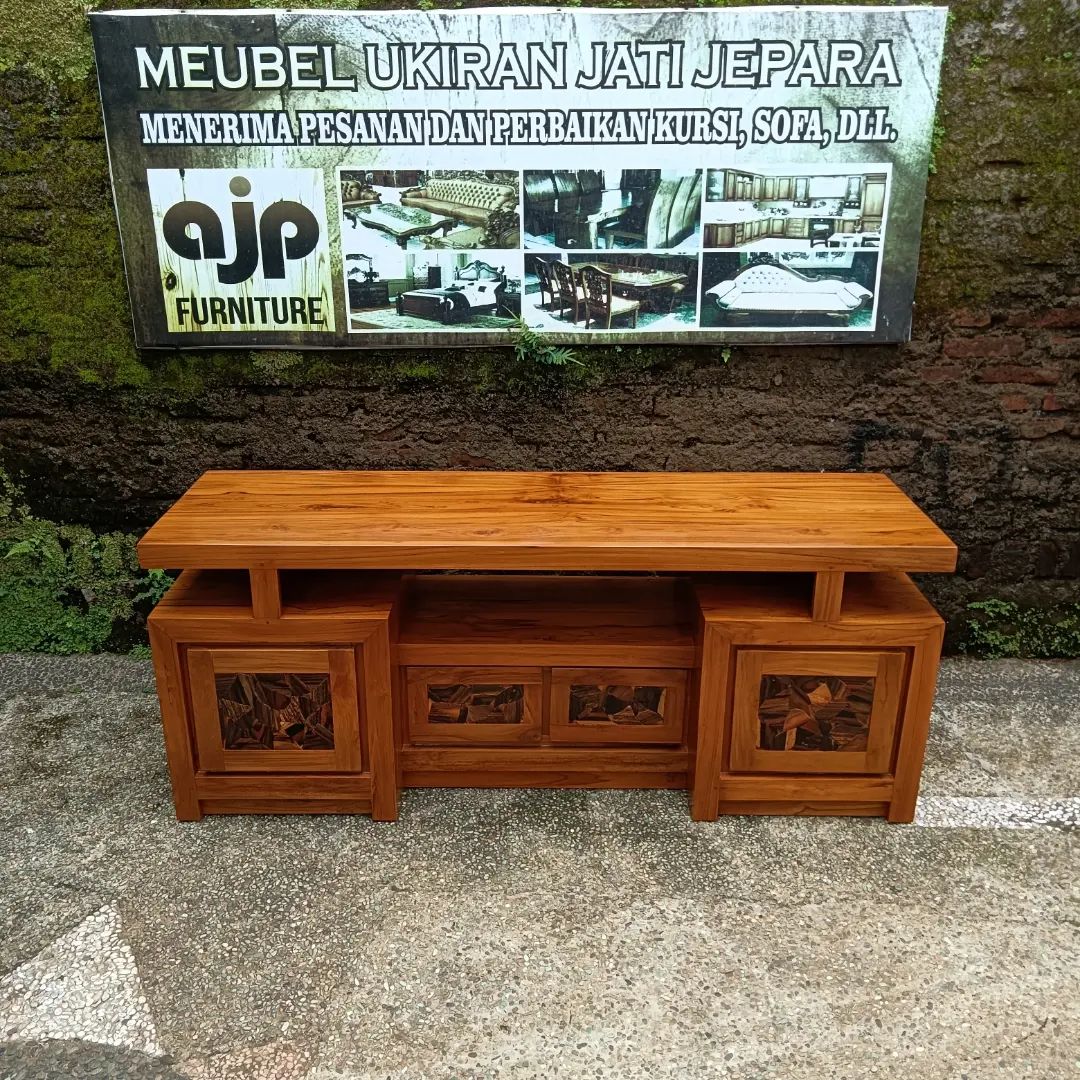 MEUBEL UKIRAN JATI JEPARA
MENERIMA PESANAN DAN PERBAIKAN KURSI, SOFA, DLL.
ajp
FURNITURE